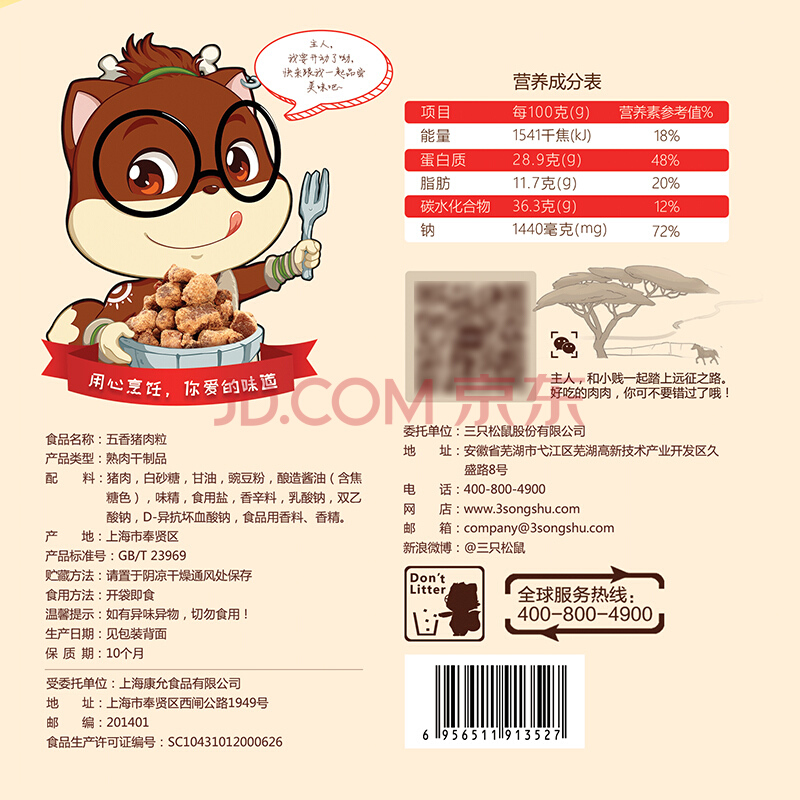 主人，
我要开动了呦，
快来跟我一起品尝
美味吧~
用心烹饪，你爱的味道
营养成分表
项目 每100克(g) 营养素参考值%
能量 1541千焦(kJ) 18%
蛋白质 28.9克(g) 48%
脂肪 11.7克(g) 20%
碳水化合物 36.3克(g) 12%
钠 1440毫克(mg) 72%
主人，和小贱一起踏上远征之路。
好吃的肉肉，你可不要错过了哦！
JD.COM 京东
食品名称：五香猪肉粒
产品类型：熟肉干制品
配 料：猪肉，白砂糖，甘油，豌豆粉，酿造酱油（含焦
糖色），味精，食用盐，香辛料，乳酸钠，双乙
酸钠，D-异抗坏血酸钠，食品用香料、香精。
产 地：上海市奉贤区
产品标准号：GB/T 23969
贮藏方法：请置于阴凉干燥通风处保存
食用方法：开袋即食
温馨提示：如有异味异物，切勿食用！
生产日期：见包装背面
保 质 期：10个月
受委托单位：上海康允食品有限公司
地 址：上海市奉贤区西闸公路1949号
邮 编：201401
食品生产许可证编号：SC10431012000626
委托单位：三只松鼠股份有限公司
地 址：安徽省芜湖市弋江区芜湖高新技术产业开发区久
盛路8号
电 话：400-800-4900
网 店：www.3songshu.com
邮 箱：company@3songshu.com
新浪微博：@三只松鼠
Don't
Litter
全球服务热线：
400-800-4900
6 956511 913527